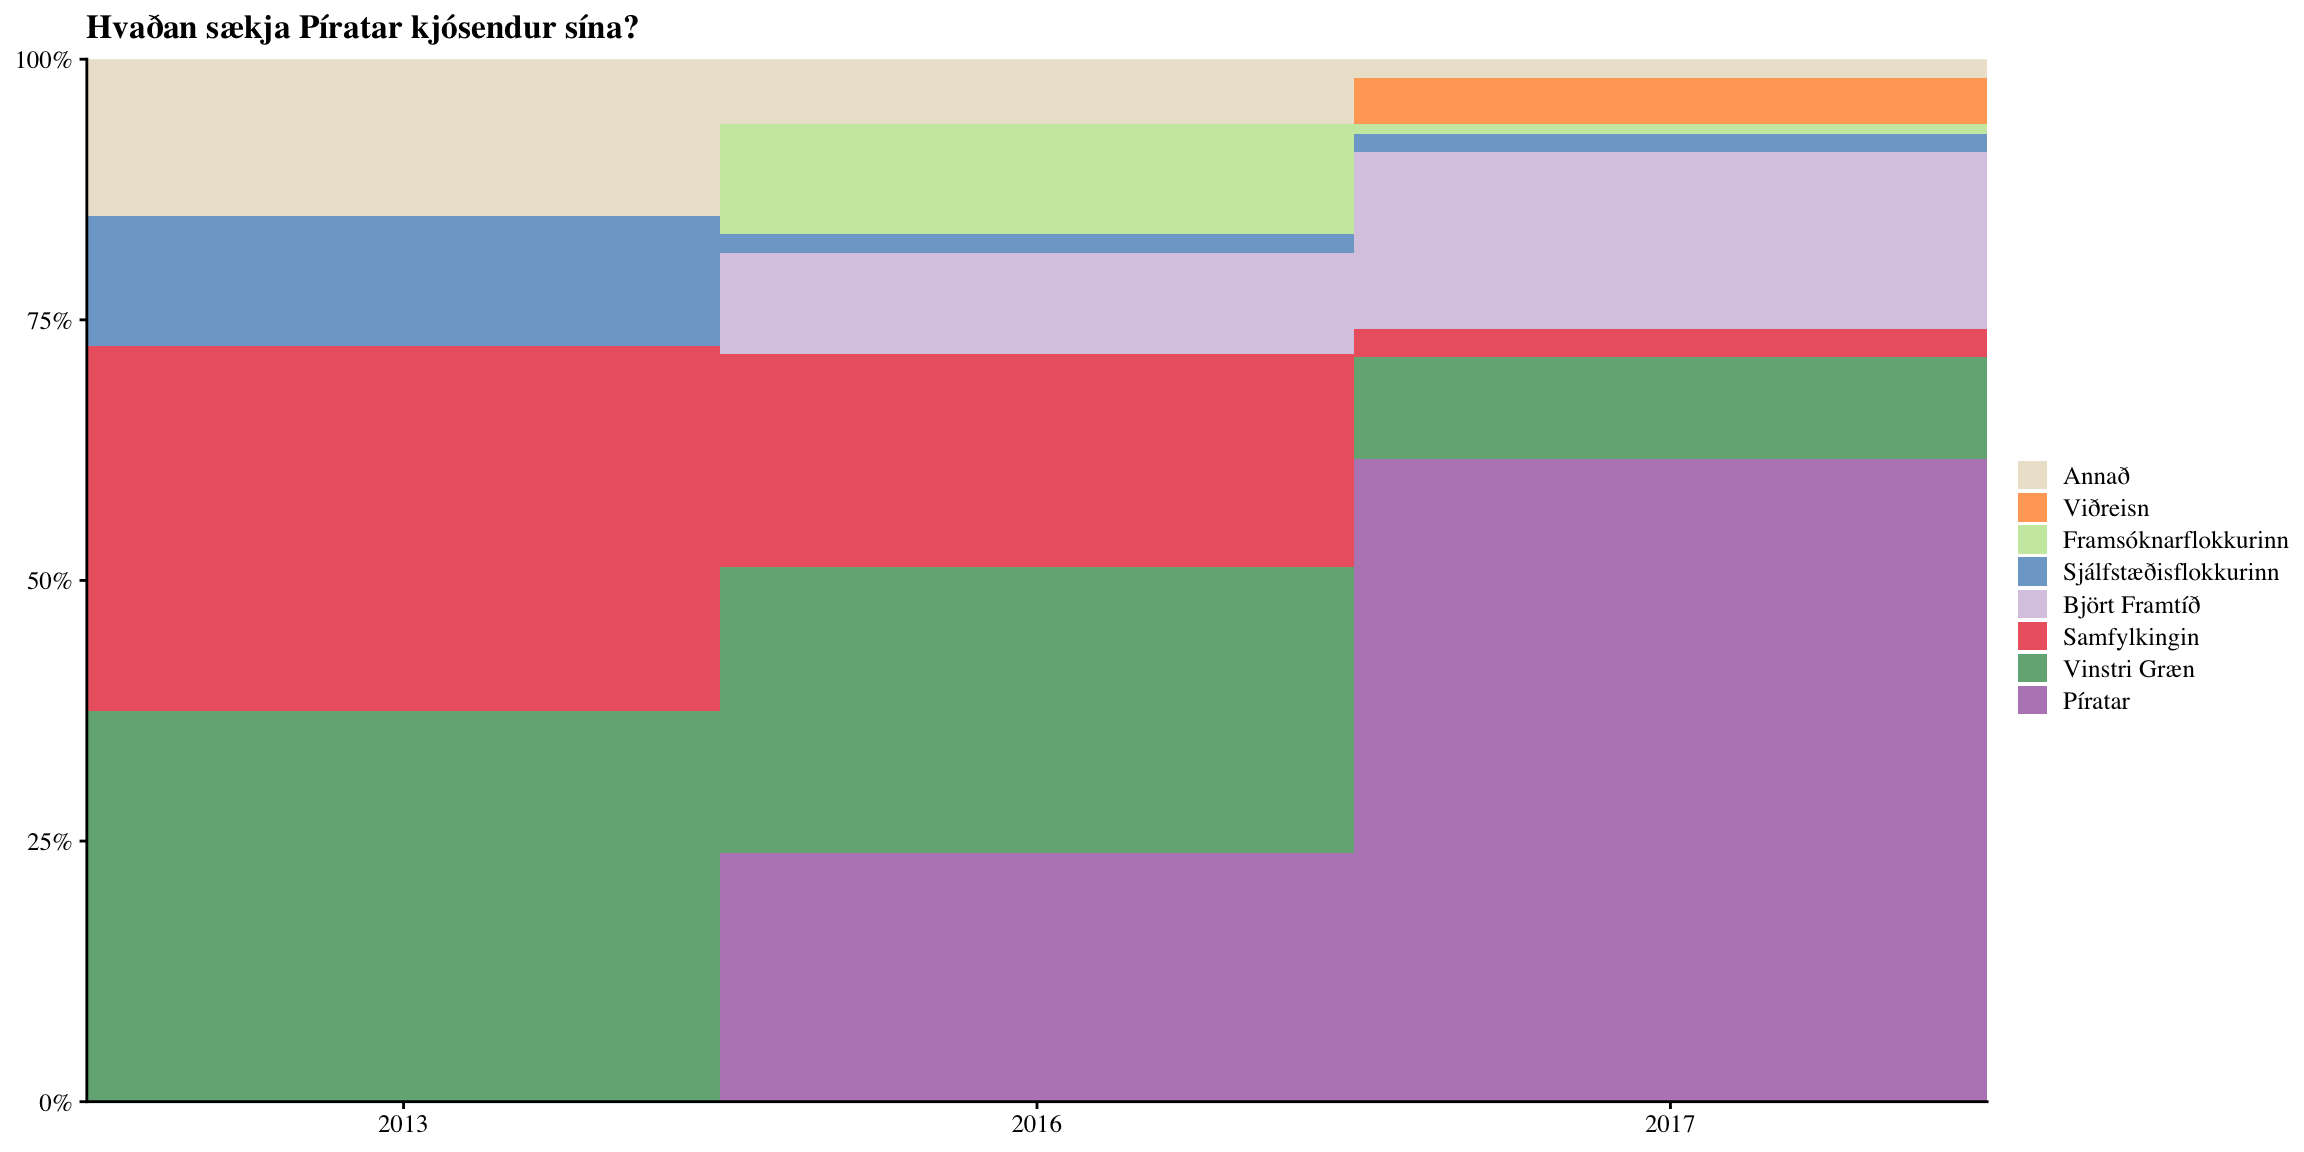 Hvaðan sækja Píratar kjósendur sína?
100%
75%
50%
25%
0%
2013
2016
2017
Annað
Viðreisn
Framsóknarflokkurinn
Sjálfstæðisflokkurinn
Björt Framtíð
Samfylkingin
Vinstri Græn
Píratar